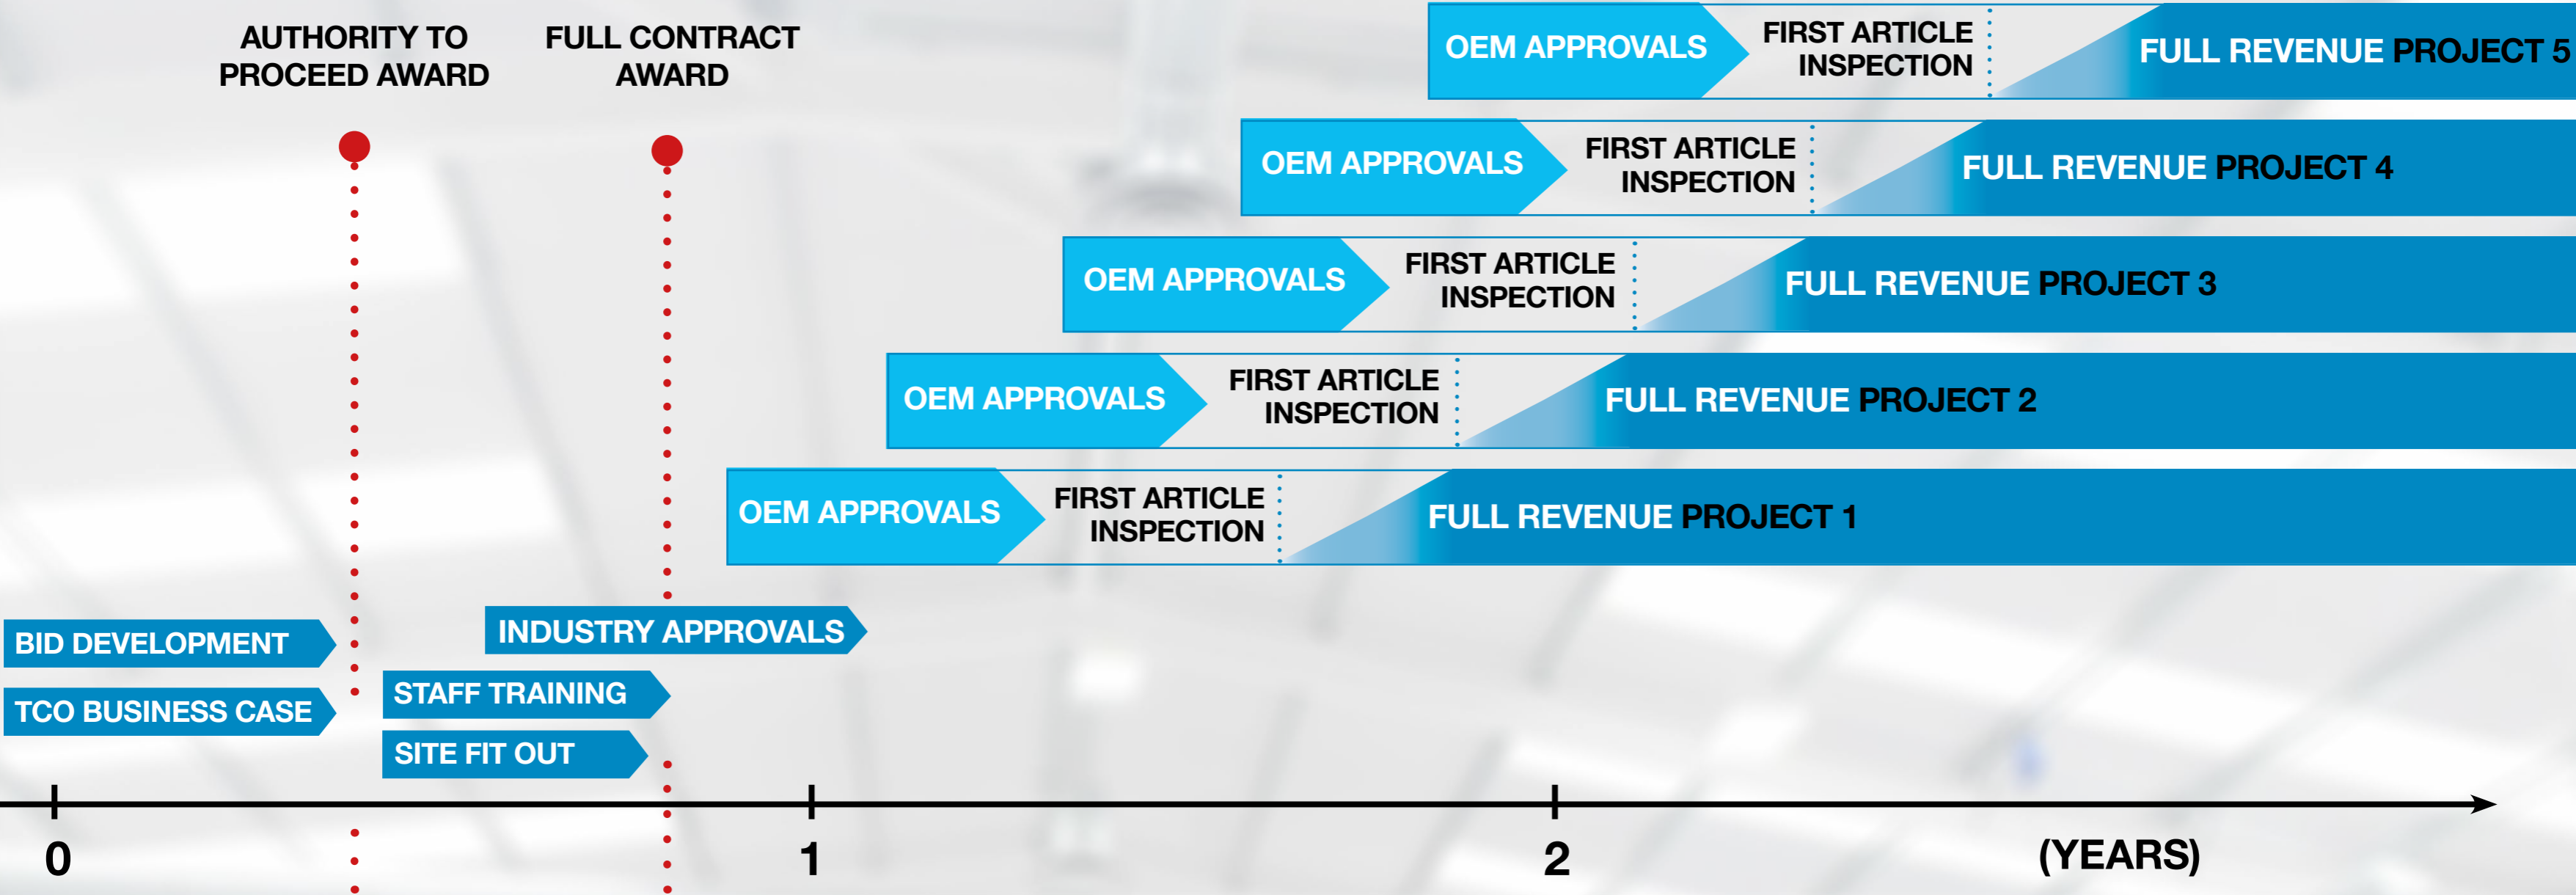 AUTHORITY TO
PROCEED AWARD
FULL CONTRACT
AWARD
OEM APPROVALS
FIRST ARTICLE
INSPECTION
FULL REVENUE PROJECT 5
OEM APPROVALS
FIRST ARTICLE
INSPECTION
FULL REVENUE PROJECT 4
OEM APPROVALS
FIRST ARTICLE
INSPECTION
FULL REVENUE PROJECT 3
OEM APPROVALS
FIRST ARTICLE
INSPECTION
FULL REVENUE PROJECT 2
OEM APPROVALS
FIRST ARTICLE
INSPECTION
FULL REVENUE PROJECT 1
BID DEVELOPMENT
INDUSTRY APPROVALS
TCO BUSINESS CASE
STAFF TRAINING
SITE FIT OUT
0
1
2
(YEARS)